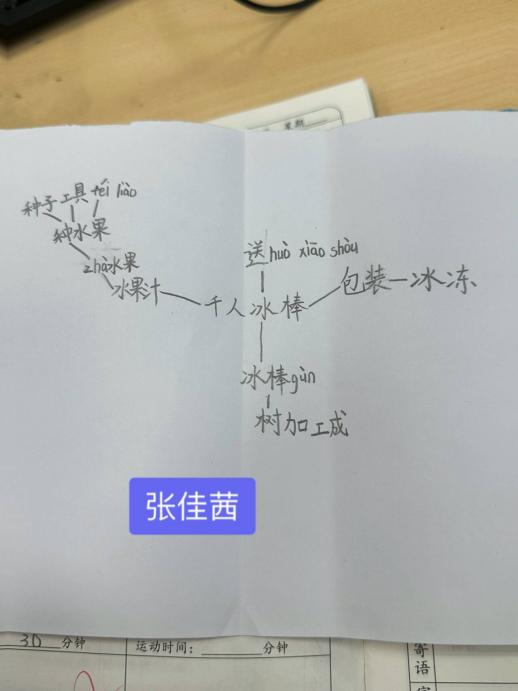 种子 工具 féi liào
种水果
zhà水果
水果汁
千人冰棒
送huò xiāo shòu
包装-冰冻
冰棒gùn
树加工成
张佳茜
30 分钟
运动时间: 分钟
寄
语